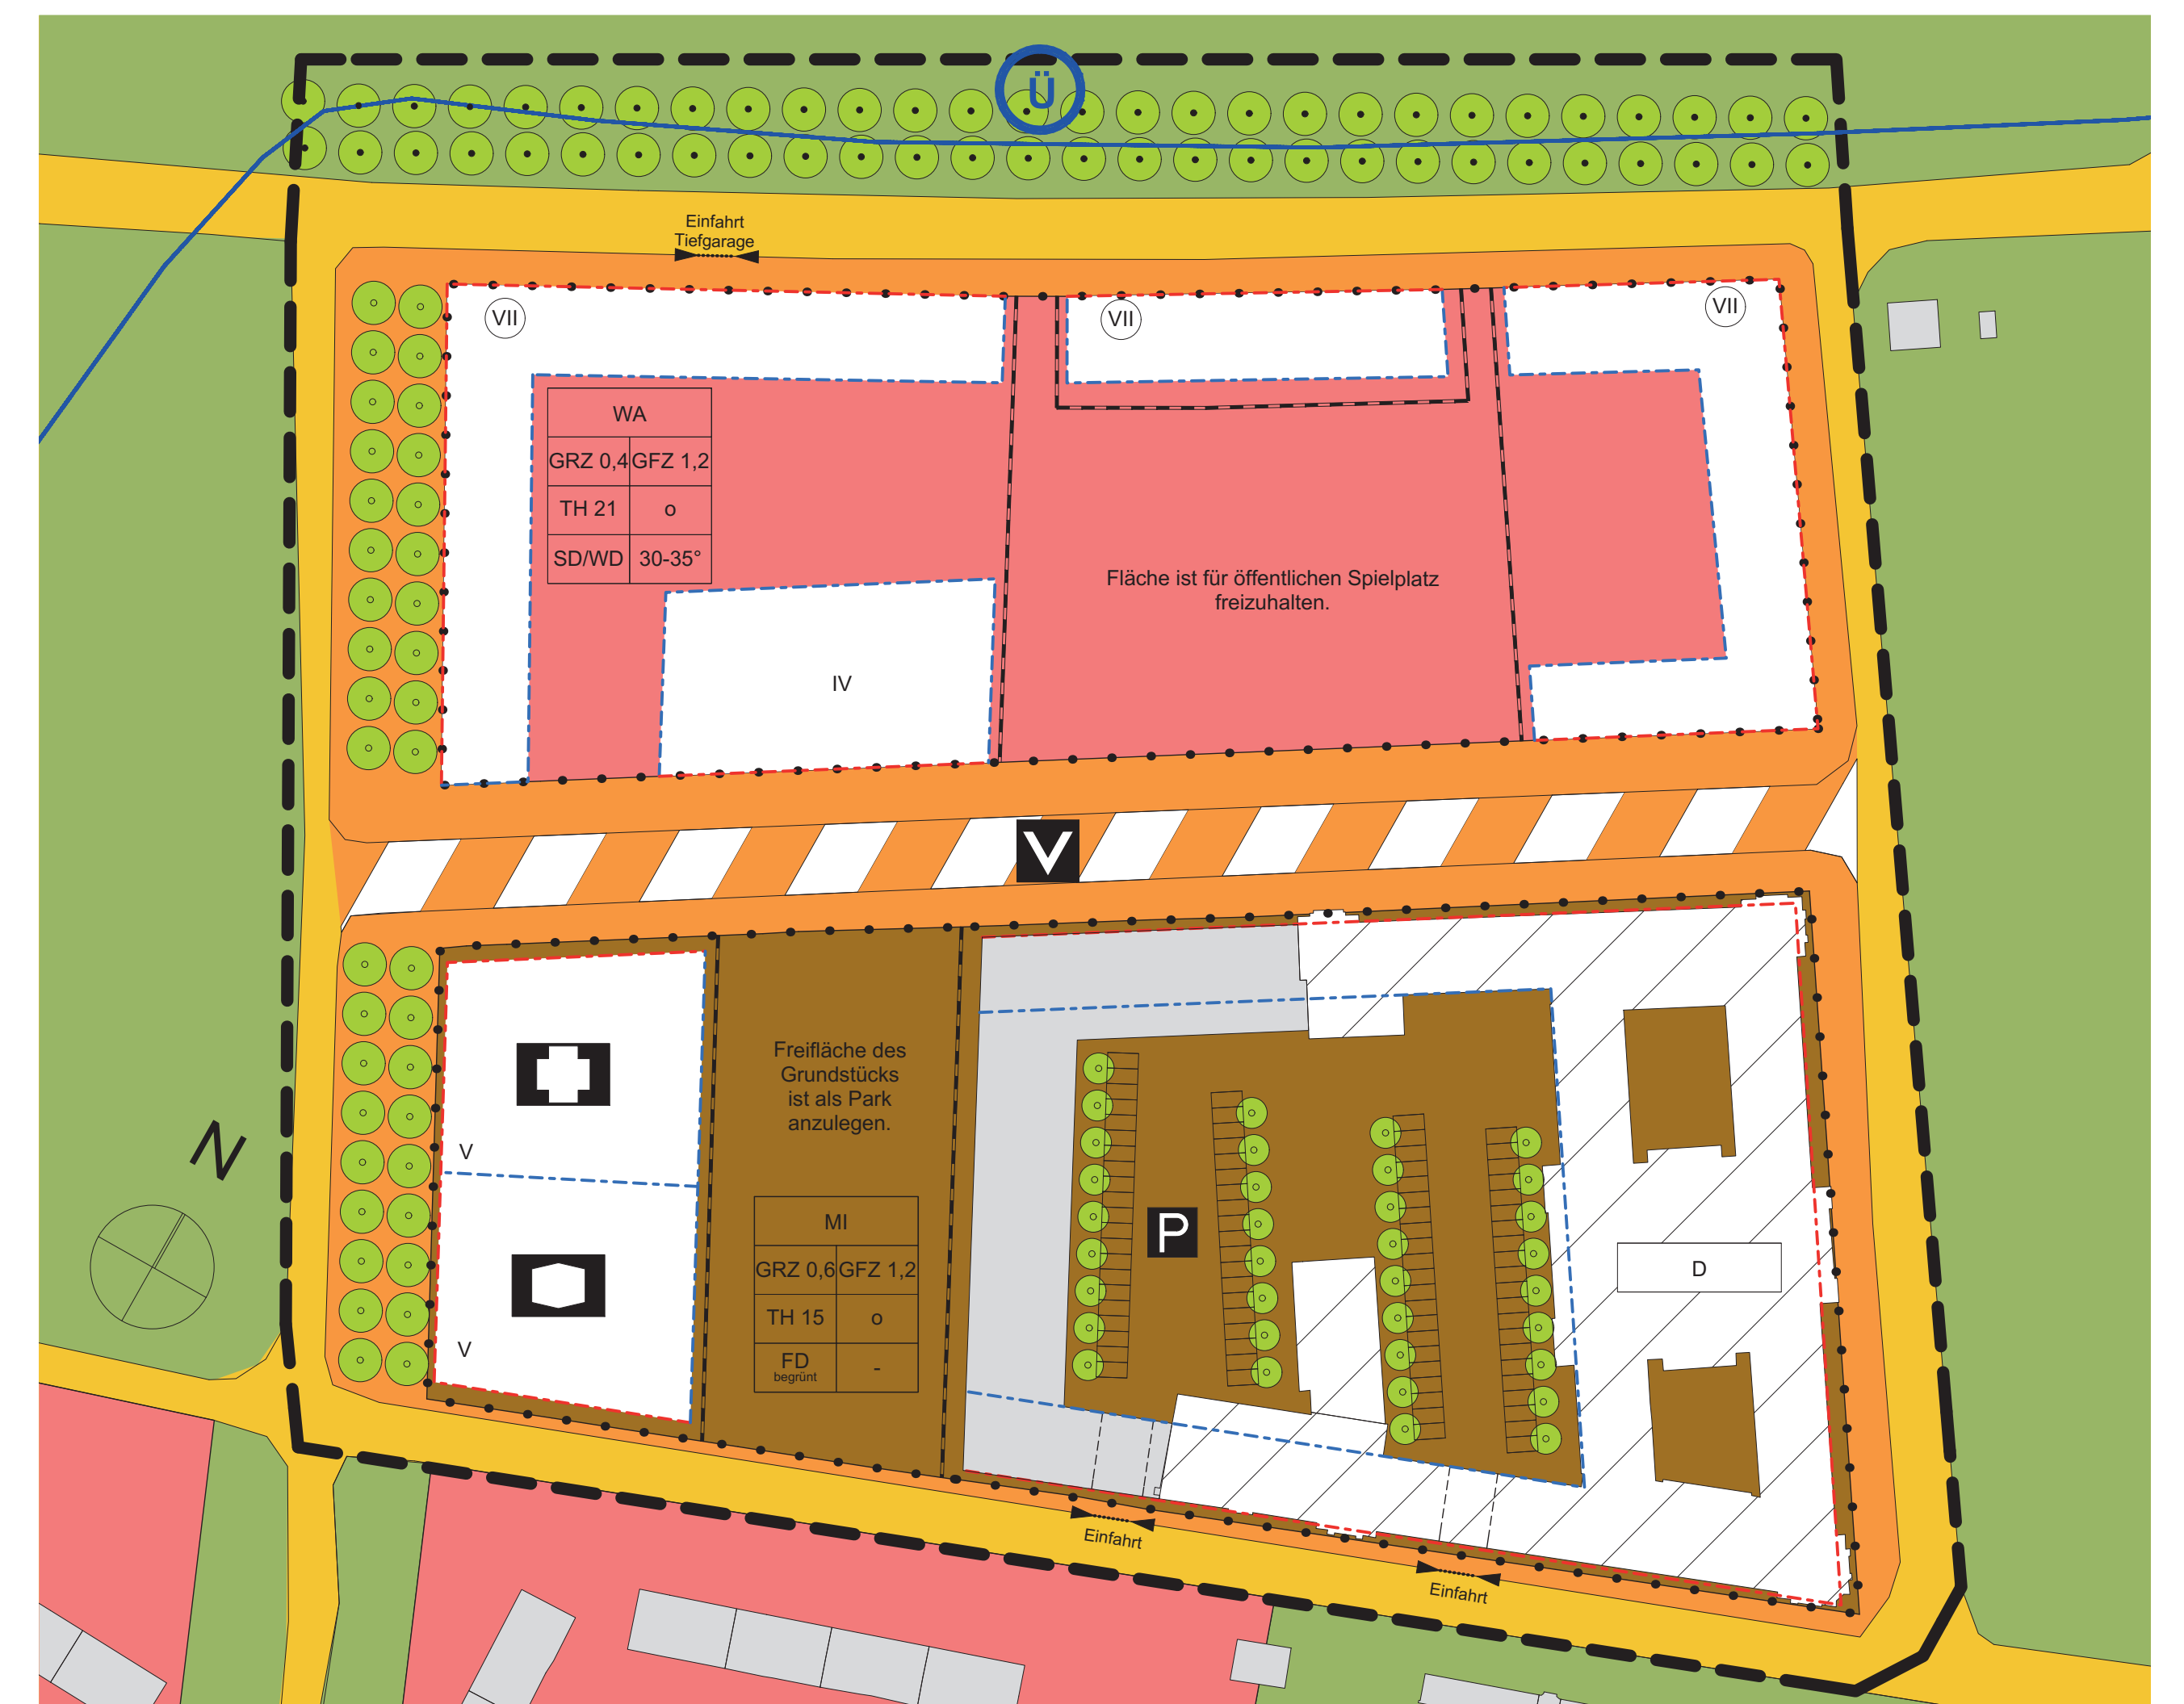 Ü
Einfahrt
Tiefgarage
VII
VII
VII
WA
GRZ 0,4 GFZ 1,2
TH 21 o
SD/WD 30-35°
Fläche ist für öffentlichen Spielplatz
freizuhalten.
IV
V
Freifläche des
Grundstücks
ist als Park
anzulegen.
N
V
MI
GRZ 0,6 GFZ 1,2
TH 15 o
FD
begrünt
-
P
D
V
Einfahrt
Einfahrt